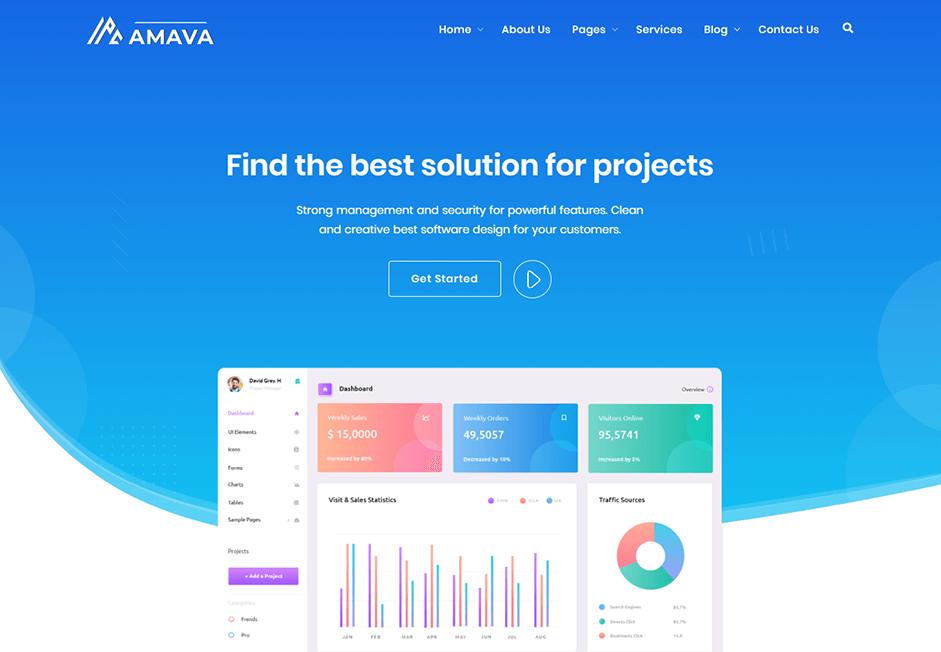 AMAVA
Home
About Us
Pages
Services
Blog
Contact Us
Find the best solution for projects
Strong management and security for powerful features. Clean
and creative best software design for your customers.
Get Started
David Grey. H
Project Manager
Dashboard
UI Elements
Icons
Forms
Charts
Tables
Sample Pages
Projects
+ Add a Project
Categories
Frends
Pro
Dashboard
Overview
Weekly Sales
$ 15,0000
Increased by 60%
Weekly Orders
49,5057
Decreased by 10%
Visitors Online
95,5741
Increased by 5%
Visit & Sales Statistics
USA
UK
JAN FEB MAR APR MAY JUN JUL AUG
Traffic Sources
Search Engines
Directs Click
Bookmarks Click